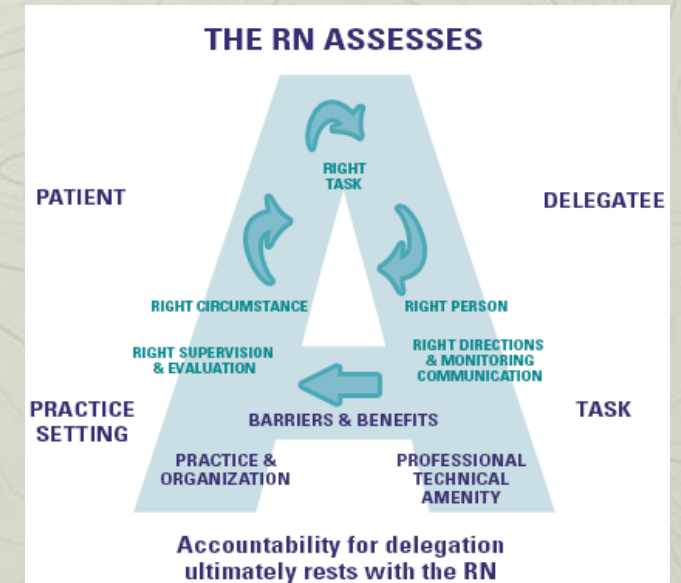 THE RN ASSESSES
RIGHT
TASK
PATIENT
DELEGATEE
RIGHT CIRCUMSTANCE
RIGHT PERSON
RIGHT SUPERVISION
& EVALUATION
RIGHT DIRECTIONS
& MONITORING
COMMUNICATION
PRACTICE
SETTING
BARRIERS & BENEFITS
TASK
PRACTICE &
ORGANIZATION
PROFESSIONAL
TECHNICAL
AMENITY
Accountability for delegation
ultimately rests with the RN